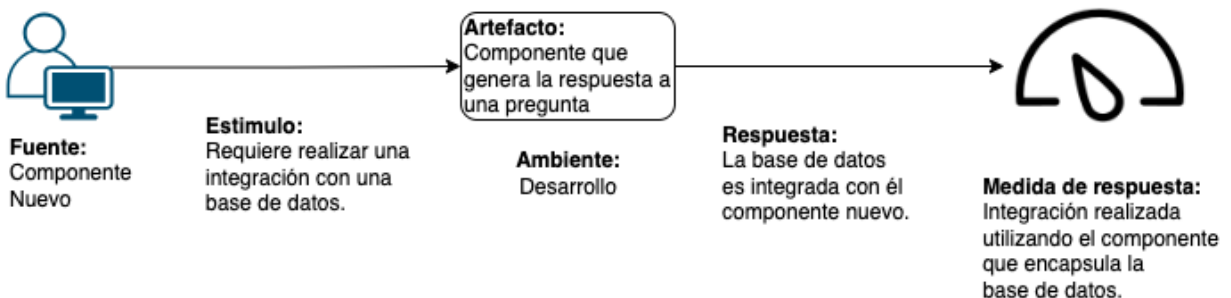 Fuente:
Componente
Nuevo
Estimulo:
Requiere realizar una
integración con una
base de datos.
Artefacto:
Componente que
genera la respuesta a
una pregunta
Ambiente:
Desarrollo
Respuesta:
La base de datos
es integrada con él
componente nuevo.
Medida de respuesta:
Integración realizada
utilizando el componente
que encapsula la
base de datos.